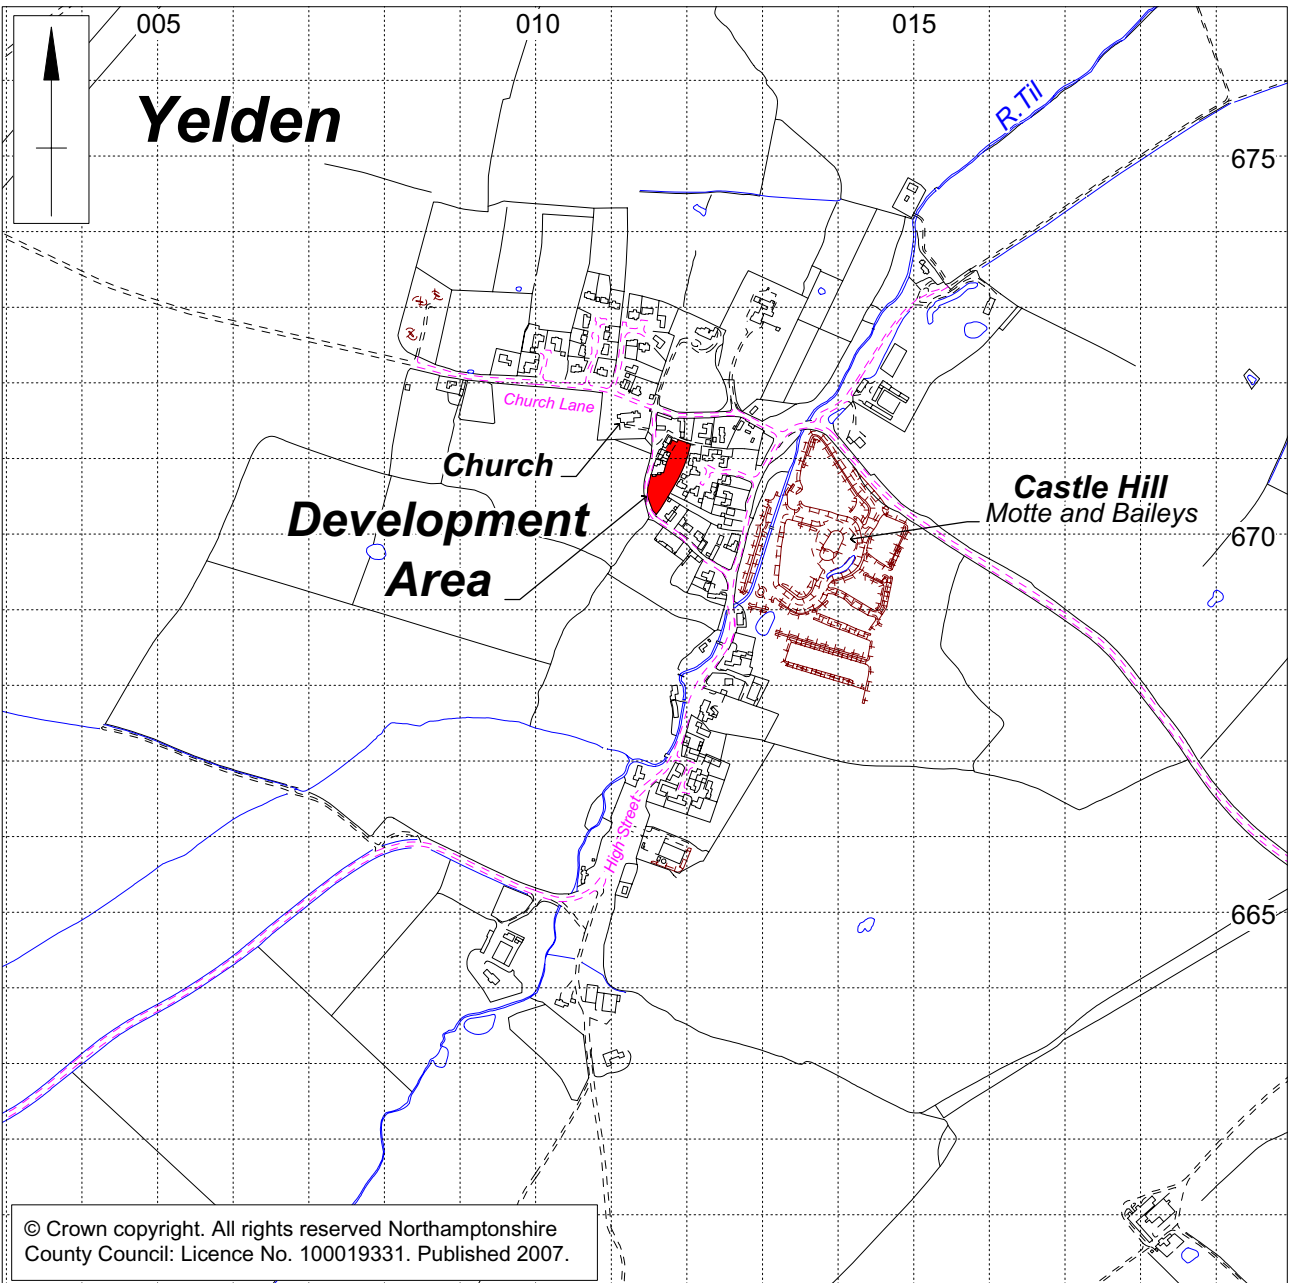 005
010
015
Yelden
R. Til
675
Church Lane
Church
Castle Hill
Motte and Baileys
Development
Area
670
High Street
665
© Crown copyright. All rights reserved Northamptonshire
County Council: Licence No. 100019331. Published 2007.